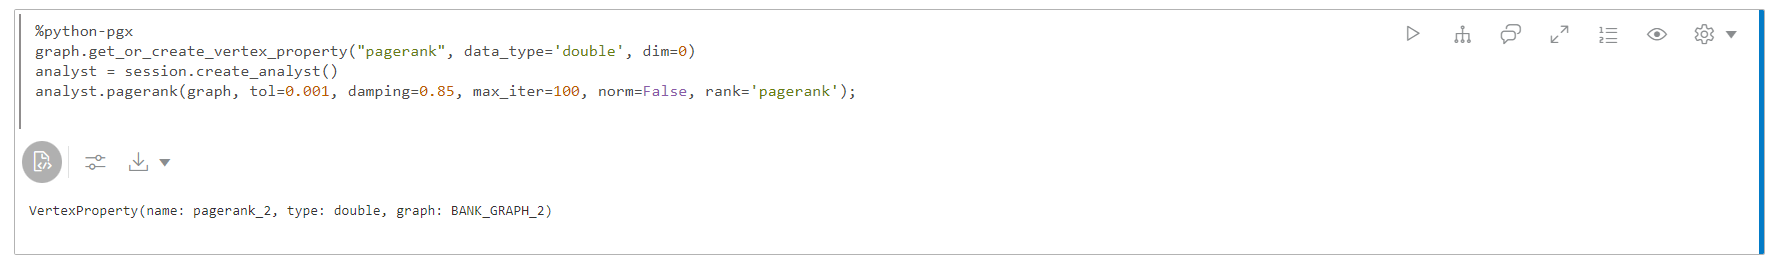 %python-pgx
graph.get_or_create_vertex_property("pagerank", data_type='double', dim=0)
analyst = session.create_analyst()
analyst.pagerank(graph, tol=0.001, damping=0.85, max_iter=100, norm=False, rank='pagerank');
VertexProperty(name: pagerank_2, type: double, graph: BANK_GRAPH_2)